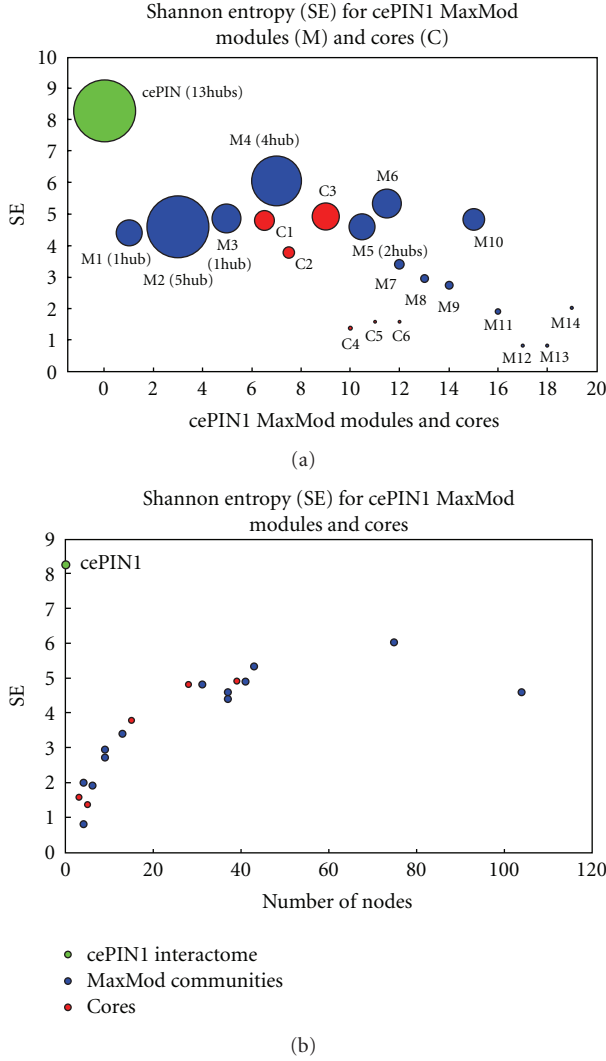 Shannon entropy (SE) for cePIN1 MaxMod
modules (M) and cores (C)
10
9
8
7
6
5
4
3
2
1
0
SE
cePIN (13hubs)
M4 (4hub)
M6
C3
M1 (1hub)
M2 (5hub)
M3
(1hub)
C1
C2
M5 (2hubs)
M10
M7
M8
M9
M11
M14
C4
C5
C6
M12
M13
0 2 4 6 8 10 12 14 16 18 20
cePIN1 MaxMod modules and cores
(a)
Shannon entropy (SE) for cePIN1 MaxMod
modules and cores
9
8
7
6
5
4
3
2
1
0
SE
cePIN1
0 20 40 60 80 100 120
Number of nodes
cePIN1 interactome
MaxMod communities
Cores
(b)